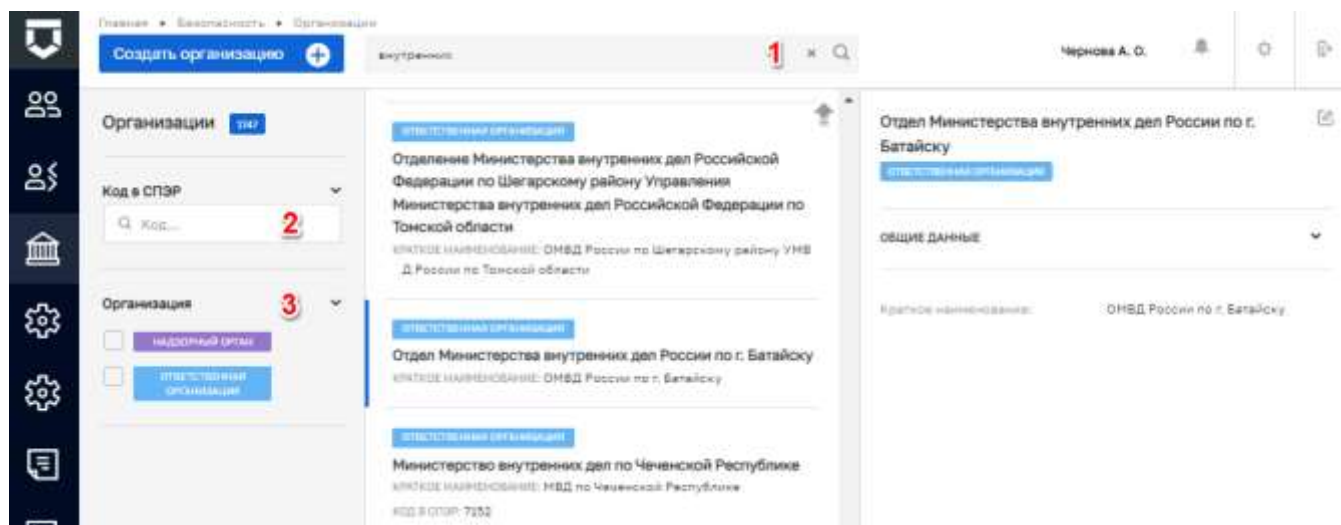 Главная • Безопасность • Организации
Создать организацию
внутренних
1
Чернова А. О.
Организации
Код в СПЭР
Код...
2
Организация
3
НАДЗОРНЫЙ ОРГАН
ОТВЕТСТВЕННАЯ
ОРГАНИЗАЦИЯ
ОТВЕТСТВЕННАЯ ОРГАНИЗАЦИЯ
Отделение Министерства внутренних дел Российской
Федерации по Шегарскому району Управления
Министерства внутренних дел Российской Федерации по
Томской области
КРАТКОЕ НАИМЕНОВАНИЕ: ОМВД России по Шегарскому району УМВ
Д России по Томской области
ОТВЕТСТВЕННАЯ ОРГАНИЗАЦИЯ
Отдел Министерства внутренних дел России по г. Батайску
КРАТКОЕ НАИМЕНОВАНИЕ: ОМВД России по г. Батайску
ОТВЕТСТВЕННАЯ ОРГАНИЗАЦИЯ
Министерство внутренних дел по Чеченской Республике
КРАТКОЕ НАИМЕНОВАНИЕ: МВД по Чеченской Республике
КОД В СПЭР: 7152
Отдел Министерства внутренних дел России по г.
Батайску
ОТВЕТСТВЕННАЯ ОРГАНИЗАЦИЯ
ОБЩИЕ ДАННЫЕ
Краткое наименование: ОМВД России по г. Батайску